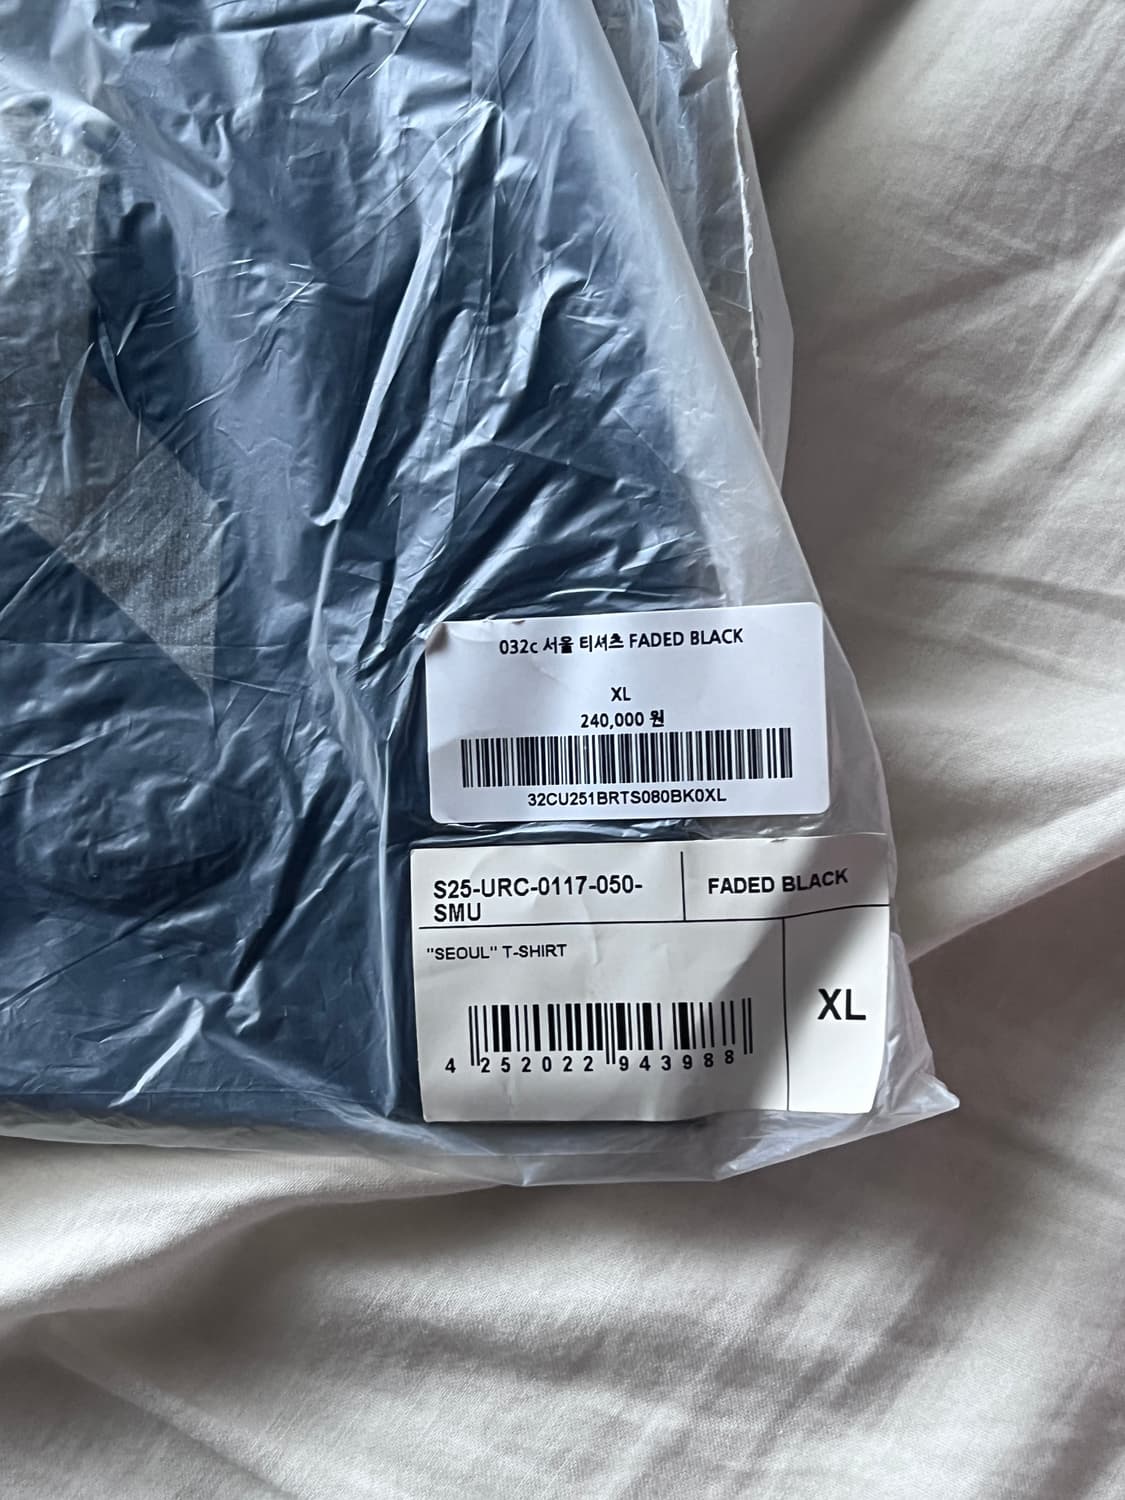 032c 서울 티셔츠 FADED BLACK
XL
240,000 원
32CU251BRTS080BK0XL
S25-URC-0117-050-
SMU
FADED BLACK
"SEOUL" T-SHIRT
XL
4 252022 943988